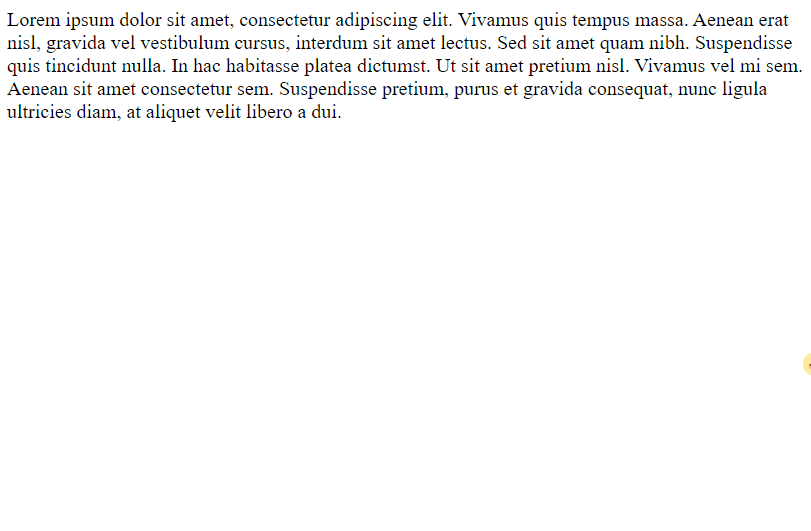 Lorem ipsum dolor sit amet, consectetur adipiscing elit. Vivamus quis tempus massa. Aenean erat
nisl, gravida vel vestibulum cursus, interdum sit amet lectus. Sed sit amet quam nibh. Suspendisse
quis tincidunt nulla. In hac habitasse platea dictumst. Ut sit amet pretium nisl. Vivamus vel mi sem.
Aenean sit amet consectetur sem. Suspendisse pretium, purus et gravida consequat, nunc ligula
ultricies diam, at aliquet velit libero a dui.